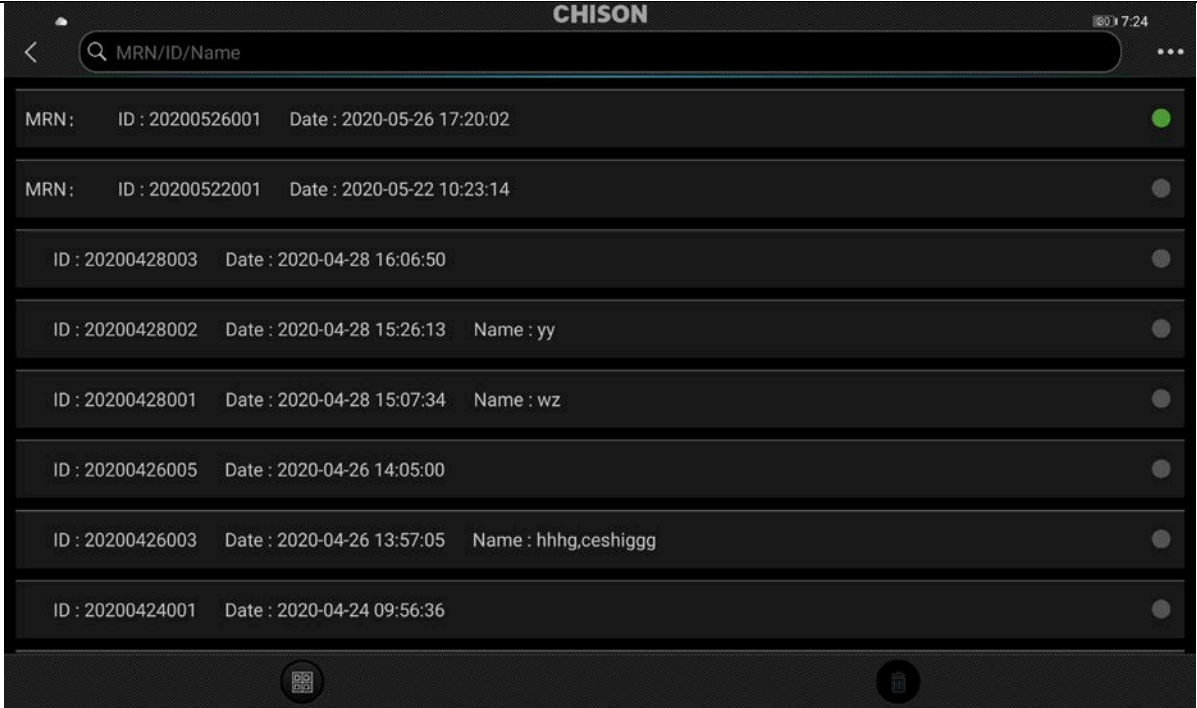 CHISON
80 7:24
MRN/ID/Name
MRN: ID : 20200526001 Date : 2020-05-26 17:20:02
MRN: ID : 20200522001 Date : 2020-05-22 10:23:14
ID : 20200428003 Date : 2020-04-28 16:06:50
ID : 20200428002 Date : 2020-04-28 15:26:13 Name : yy
ID : 20200428001 Date : 2020-04-28 15:07:34 Name : wz
ID : 20200426005 Date : 2020-04-26 14:05:00
ID : 20200426003 Date : 2020-04-26 13:57:05 Name : hhhg,ceshiggg
ID : 20200424001 Date : 2020-04-24 09:56:36